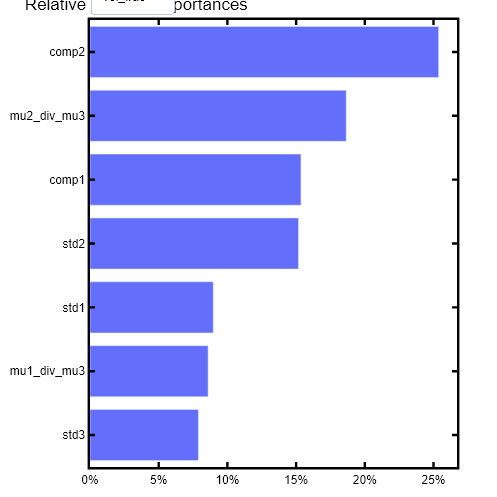 Relative portances
comp2
mu2_div_mu3
comp1
std2
std1
mu1_div_mu3
std3
0% 5% 10% 15% 20% 25%